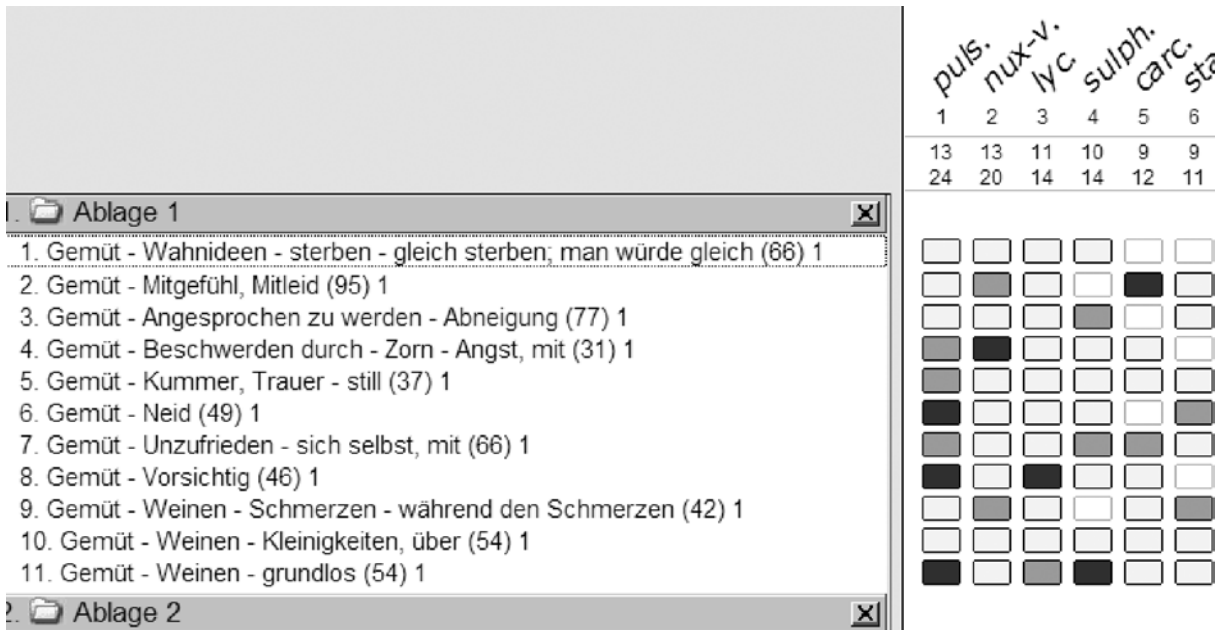 puls. nux-v. lyc. sulph. carc.
1 2 3 4 5 6
13 13 11 10 9 9
24 20 14 14 12 11
1. Ablage 1
1. Gemüt - Wahnideen - sterben - gleich sterben; man würde gleich (66) 1
2. Gemüt - Mitgefühl, Mitleid (95) 1
3. Gemüt - Angesprochen zu werden - Abneigung (77) 1
4. Gemüt - Beschwerden durch - Zorn - Angst, mit (31) 1
5. Gemüt - Kummer, Trauer - still (37) 1
6. Gemüt - Neid (49) 1
7. Gemüt - Unzufrieden - sich selbst, mit (66) 1
8. Gemüt - Vorsichtig (46) 1
9. Gemüt - Weinen - Schmerzen - während den Schmerzen (42) 1
10. Gemüt - Weinen - Kleinigkeiten, über (54) 1
11. Gemüt - Weinen - grundlos (54) 1
2. Ablage 2